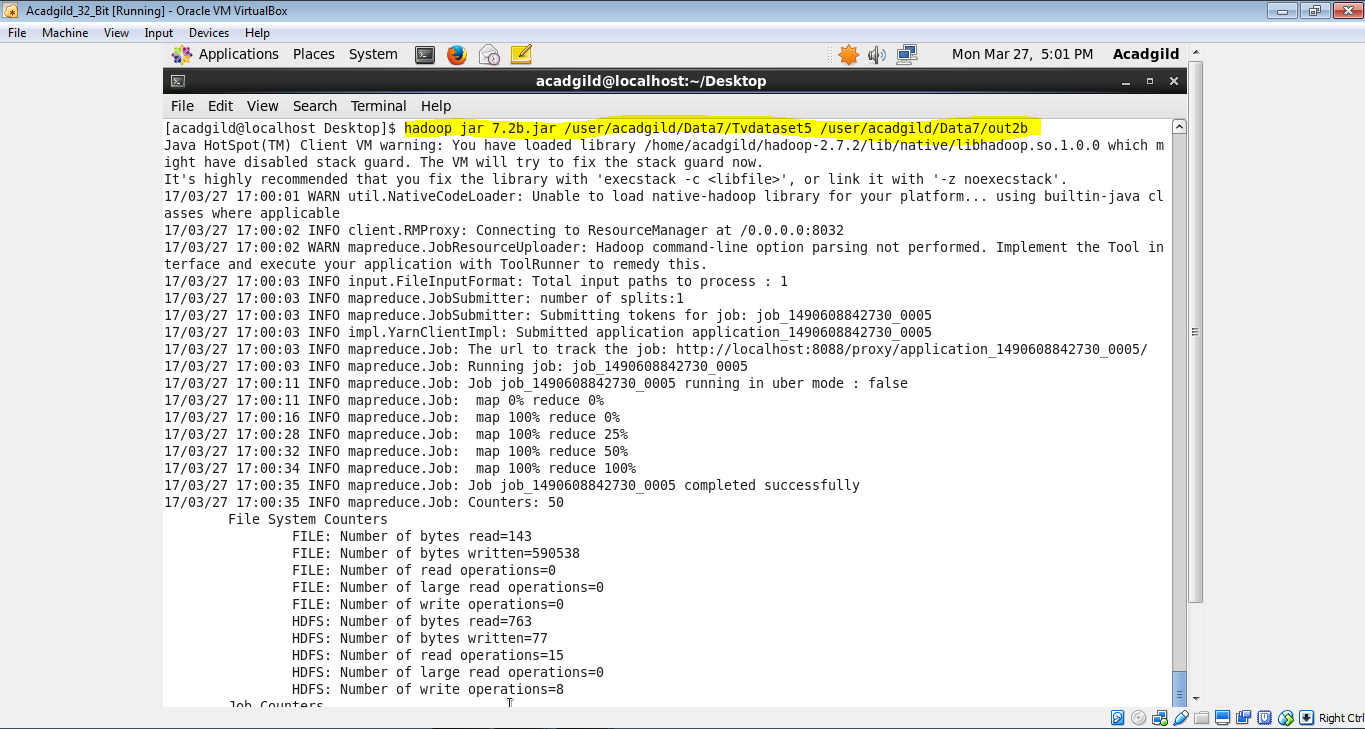 Acadgild_32_Bit [Running] - Oracle VM VirtualBox
File Machine View Input Devices Help
Applications Places System Mon Mar 27, 5:01 PM Acadgild
acadgild@localhost:~/Desktop
File Edit View Search Terminal Help
[acadgild@localhost Desktop]$ hadoop jar 7.2b.jar /user/acadgild/Data7/Tvdataset5 /user/acadgild/Data7/out2b
Java HotSpot(TM) Client VM warning: You have loaded library /home/acadgild/hadoop-2.7.2/lib/native/libhadoop.so.1.0.0 which m
ight have disabled stack guard. The VM will try to fix the stack guard now.
It's highly recommended that you fix the library with 'execstack -c <libfile>', or link it with '-z noexecstack'.
17/03/27 17:00:01 WARN util.NativeCodeLoader: Unable to load native-hadoop library for your platform... using builtin-java cl
asses where applicable
17/03/27 17:00:02 INFO client.RMProxy: Connecting to ResourceManager at /0.0.0.0:8032
17/03/27 17:00:02 WARN mapreduce.JobResourceUploader: Hadoop command-line option parsing not performed. Implement the Tool in
terface and execute your application with ToolRunner to remedy this.
17/03/27 17:00:03 INFO input.FileInputFormat: Total input paths to process : 1
17/03/27 17:00:03 INFO mapreduce.JobSubmitter: number of splits:1
17/03/27 17:00:03 INFO mapreduce.JobSubmitter: Submitting tokens for job: job_1490608842730_0005
17/03/27 17:00:03 INFO impl.YarnClientImpl: Submitted application application_1490608842730_0005
17/03/27 17:00:03 INFO mapreduce.Job: The url to track the job: http://localhost:8088/proxy/application_1490608842730_0005/
17/03/27 17:00:03 INFO mapreduce.Job: Running job: job_1490608842730_0005
17/03/27 17:00:11 INFO mapreduce.Job: Job job_1490608842730_0005 running in uber mode : false
17/03/27 17:00:11 INFO mapreduce.Job:  map 0% reduce 0%
17/03/27 17:00:16 INFO mapreduce.Job:  map 100% reduce 0%
17/03/27 17:00:28 INFO mapreduce.Job:  map 100% reduce 25%
17/03/27 17:00:32 INFO mapreduce.Job:  map 100% reduce 50%
17/03/27 17:00:34 INFO mapreduce.Job:  map 100% reduce 100%
17/03/27 17:00:35 INFO mapreduce.Job: Job job_1490608842730_0005 completed successfully
17/03/27 17:00:35 INFO mapreduce.Job: Counters: 50
File System Counters
FILE: Number of bytes read=143
FILE: Number of bytes written=590538
FILE: Number of read operations=0
FILE: Number of large read operations=0
FILE: Number of write operations=0
HDFS: Number of bytes read=763
HDFS: Number of bytes written=77
HDFS: Number of read operations=15
HDFS: Number of large read operations=0
HDFS: Number of write operations=8
Job Counters
Right Ctrl